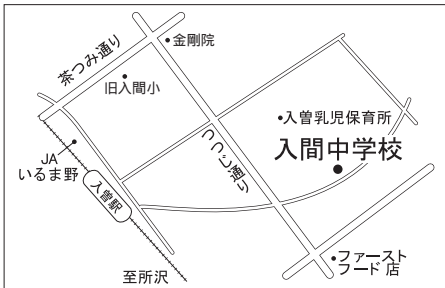 茶つみ通り
金剛院
旧入間小
入曽乳児保育所
入間中学校
つつじ通り
JA
いるま野
入曽駅
至所沢
ファースト
フード店